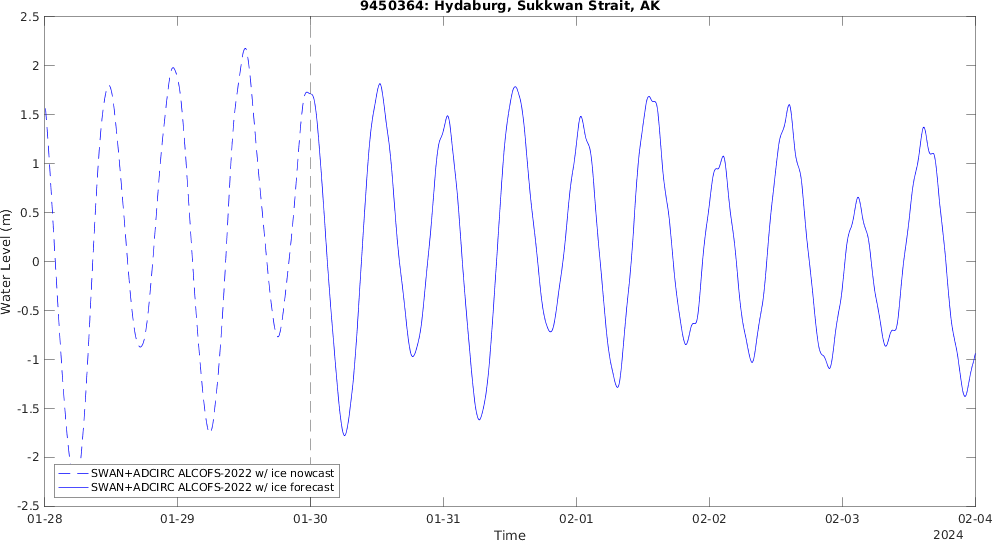 9450364: Hydaburg, Sukkwan Strait, AK
2.5
2
1.5
1
0.5
0
-0.5
-1
-1.5
-2
-2.5
Water Level (m)
SWAN+ADCIRC ALCOFS-2022 w/ ice nowcast
SWAN+ADCIRC ALCOFS-2022 w/ ice forecast
01-28 01-29 01-30 01-31 02-01 02-02 02-03 02-04
Time
2024